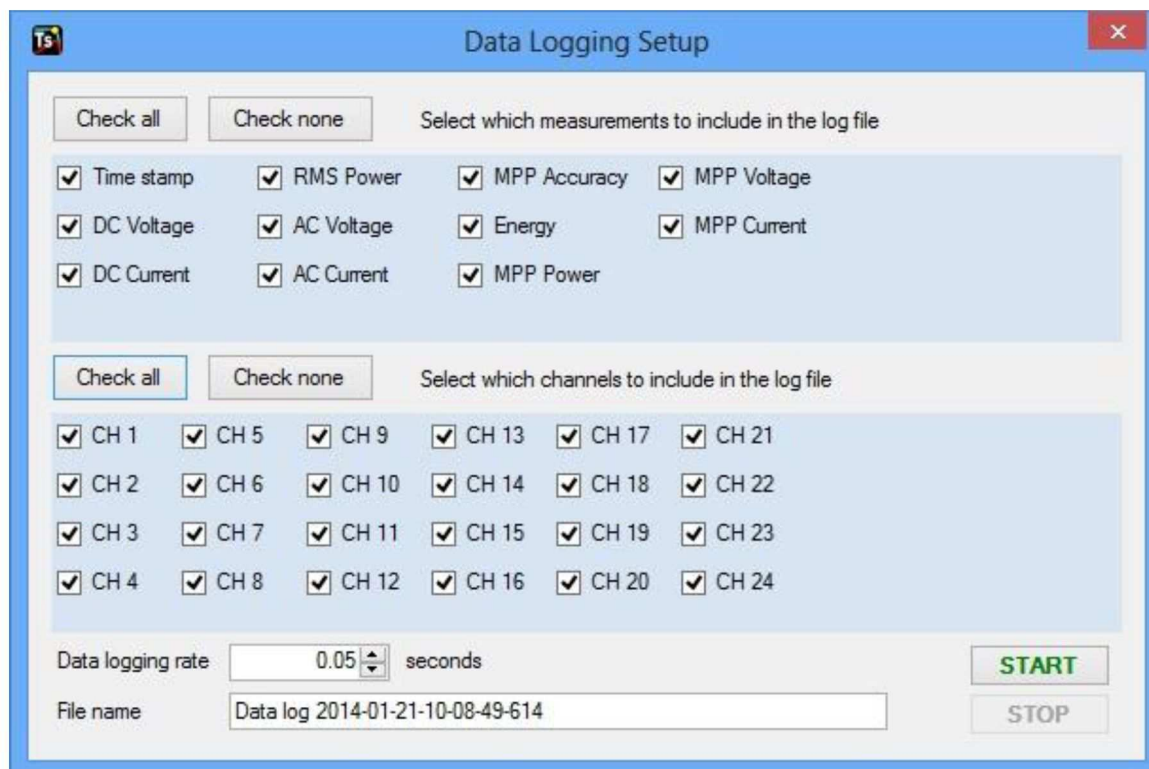 Ts
Data Logging Setup
Check all Check none Select which measurements to include in the log file
Time stamp RMS Power MPP Accuracy MPP Voltage
DC Voltage AC Voltage Energy MPP Current
DC Current AC Current MPP Power
Check all Check none Select which channels to include in the log file
CH 1 CH 5 CH 9 CH 13 CH 17 CH 21
CH 2 CH 6 CH 10 CH 14 CH 18 CH 22
CH 3 CH 7 CH 11 CH 15 CH 19 CH 23
CH 4 CH 8 CH 12 CH 16 CH 20 CH 24
Data logging rate 0.05 seconds START
File name Data log 2014-01-21-10-08-49-614 STOP